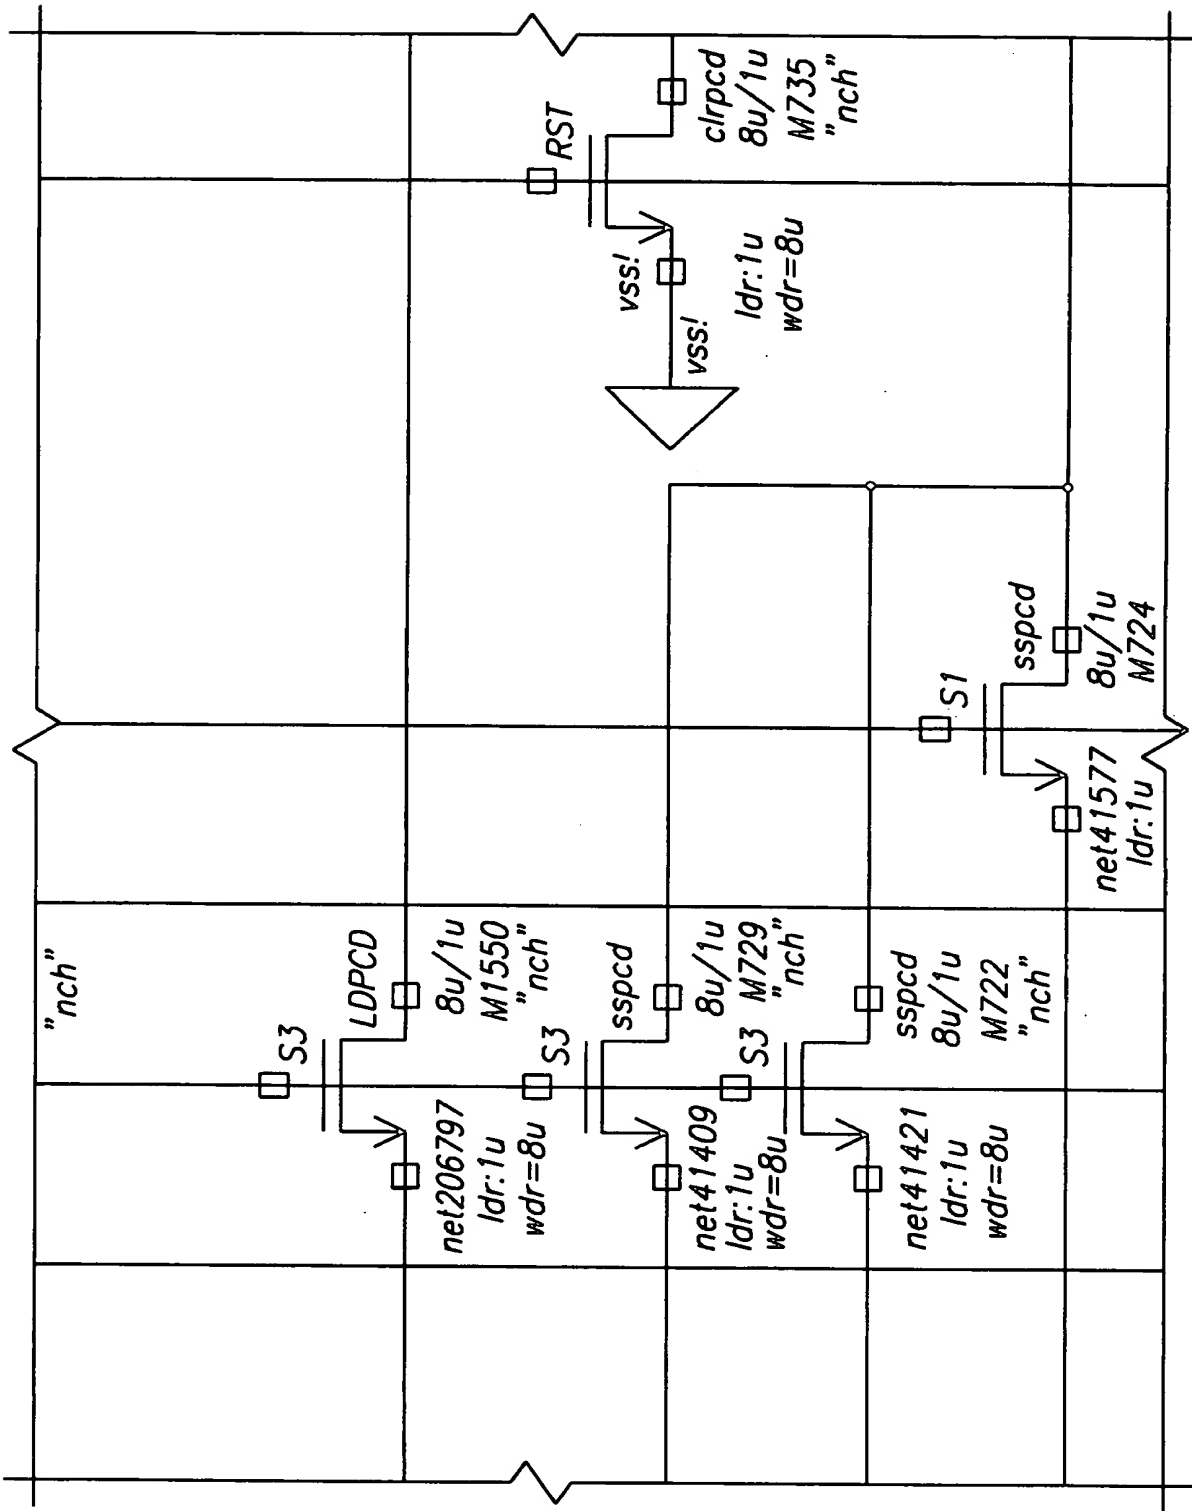 "nch"
S3
LDPCD
8u/1u
M1550
"nch"
net206797
ldr:1u
wdr=8u
S3
sspcd
8u/1u
M729
"nch"
net41409
ldr:1u
wdr=8u
S3
sspcd
8u/1u
M722
"nch"
net41421
ldr:1u
wdr=8u
S1
sspcd
8u/1u
M724
net41577
ldr:1u
RST
clrpcd
8u/1u
M735
"nch"
vss!
vss!
ldr:1u
wdr=8u